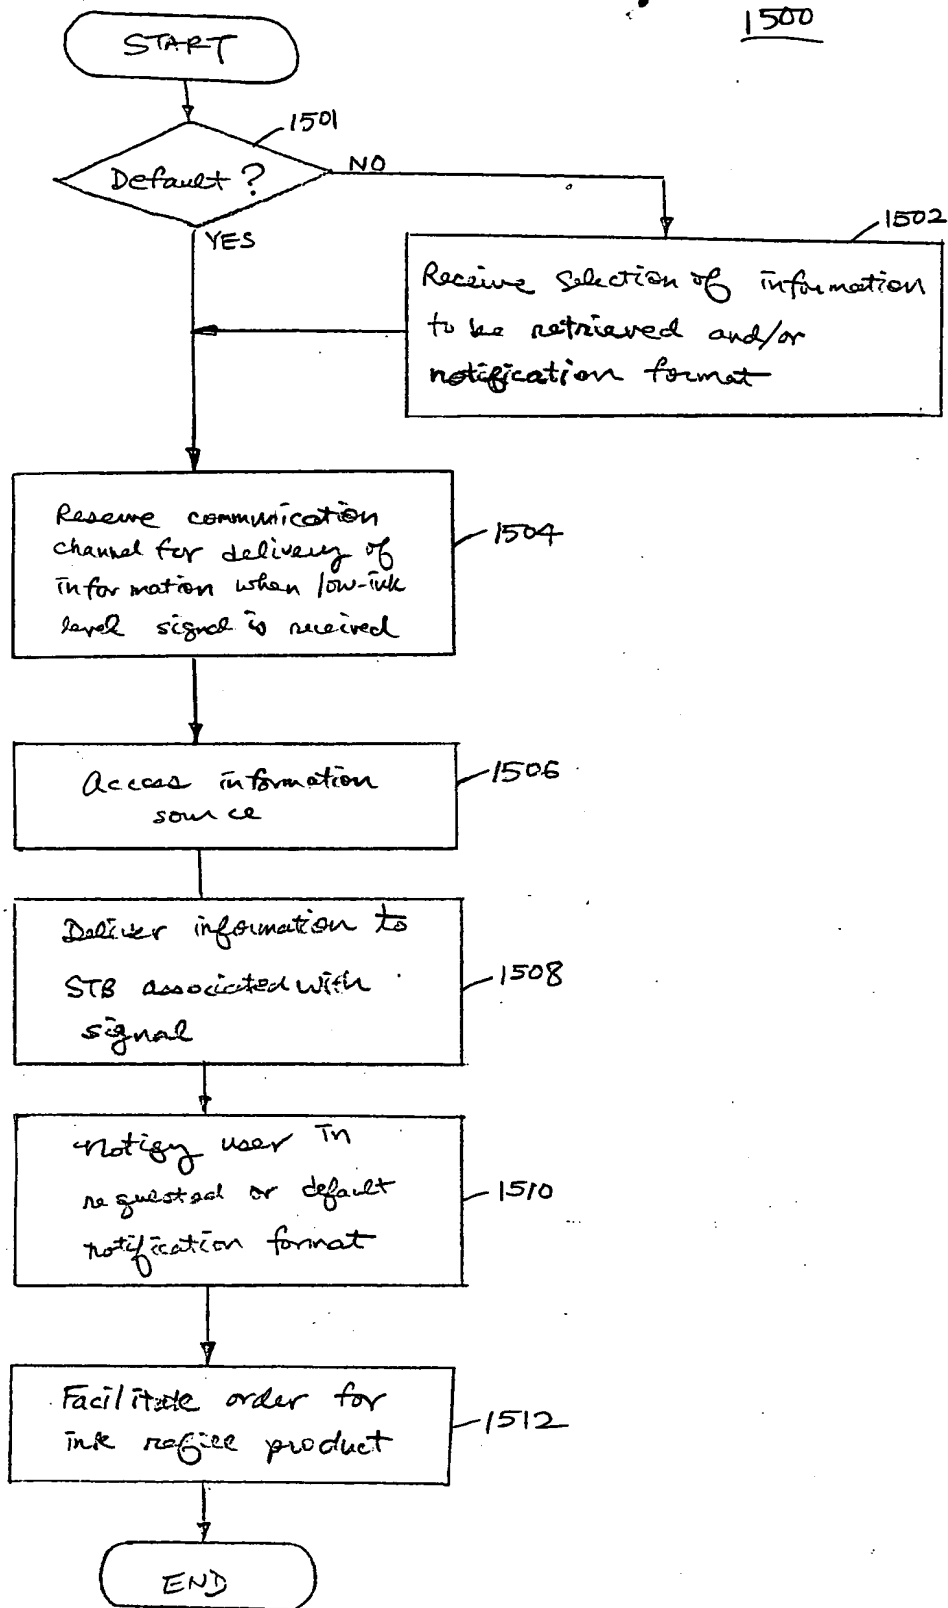 1500
START
1501
Default?
NO
YES
1502
Receive selection of information
to be retrieved and/or
notification format
Reserve communication
channel for delivery of
information when low-ink
level signal is received
1504
Access information
source
1506
Deliver information to
STB associated with
signal
1508
Notify user in
requested or default
notification format
1510
Facilitate order for
ink refill product
1512
END